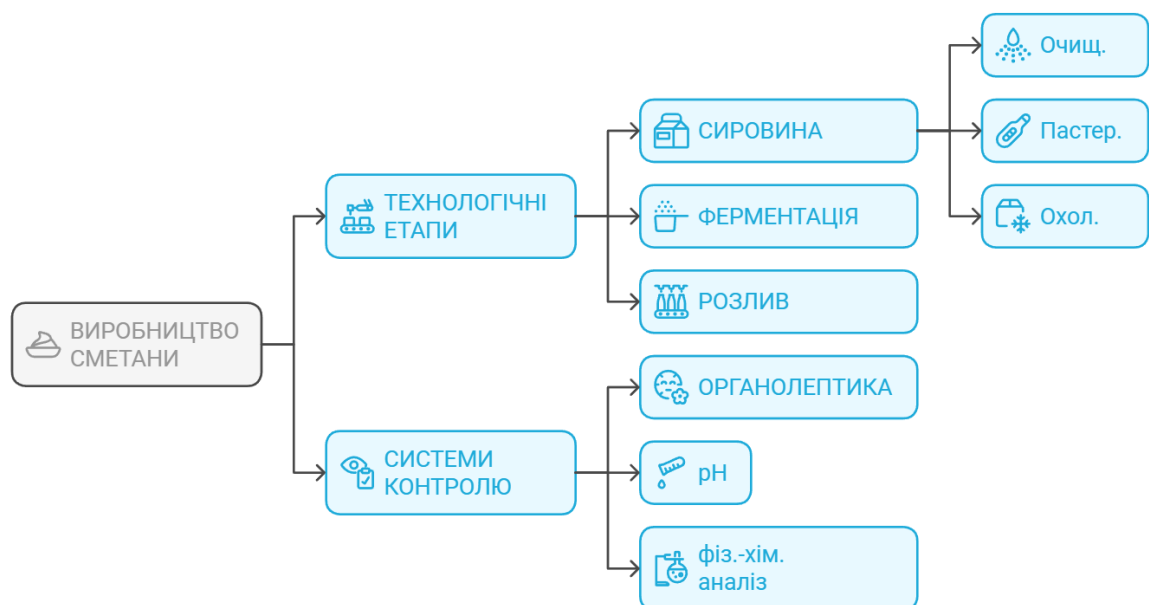 ВИРОБНИЦТВО
СМЕТАНИ
ТЕХНОЛОГІЧНІ
ЕТАПИ
СИРОВИНА
Очищ.
Пастер.
Охол.
ФЕРМЕНТАЦІЯ
РОЗЛИВ
СИСТЕМИ
КОНТРОЛЮ
ОРГАНОЛЕПТИКА
pH
фіз.-хім.
аналіз